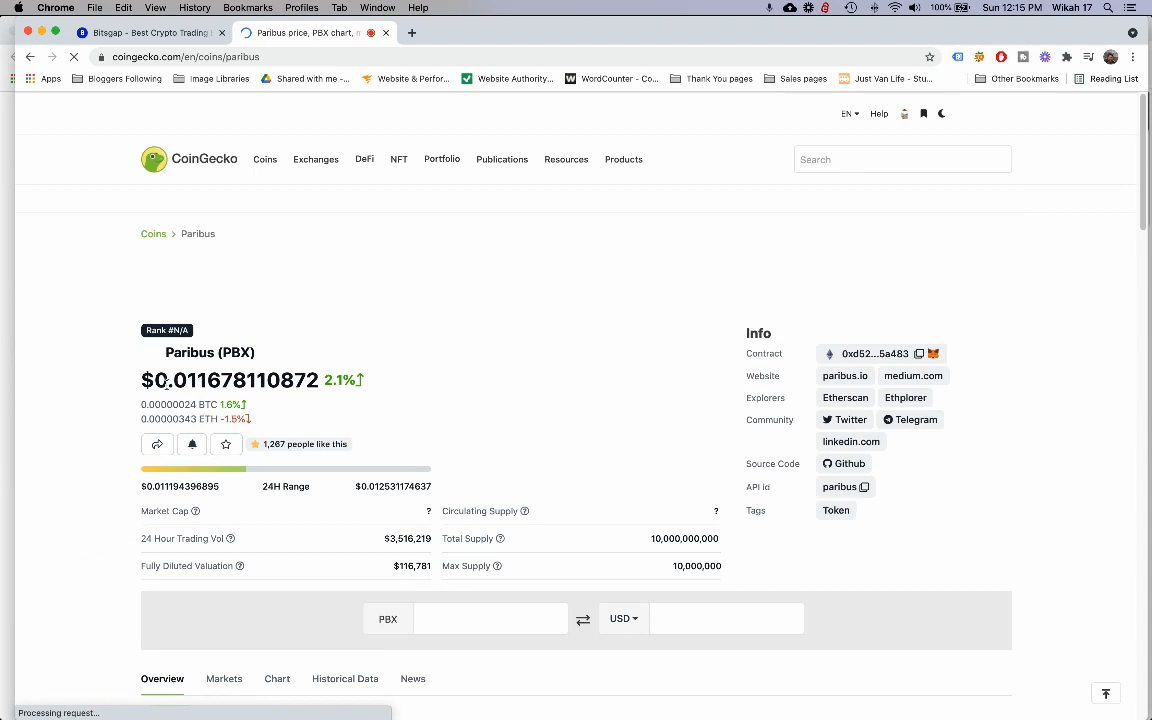 Chrome File Edit View History Bookmarks Profiles Tab Window Help 100% Sun 12:15 PM Wikah 17
Bitsgap - Best Crypto Trading Paribus price, PBX chart, m
coingecko.com/en/coins/paribus
Apps Bloggers Following Image Libraries Shared with me -... Website & Perfor... Website Authority... WordCounter - Co... Thank You pages Sales pages Just Van Life - Stu... Other Bookmarks Reading List
EN Help
CoinGecko Coins Exchanges DeFi NFT Portfolio Publications Resources Products Search
Coins > Paribus
Rank #N/A
Paribus (PBX)
$0.011678110872 2.1%
0.00000024 BTC 1.6%
0.00000343 ETH -1.5%
1,267 people like this
$0.011194396895 24H Range $0.012531174637
Market Cap ? ?
Circulating Supply ? ?
24 Hour Trading Vol ? $3,516,219
Total Supply ? 10,000,000,000
Fully Diluted Valuation ? $116,781
Max Supply ? 10,000,000
Info
Contract 0xd52...5a483
Website paribus.io medium.com
Explorers Etherscan Ethplorer
Community Twitter Telegram
linkedin.com
Source Code Github
API id paribus
Tags Token
PBX USD
Overview Markets Chart Historical Data News
Processing request...